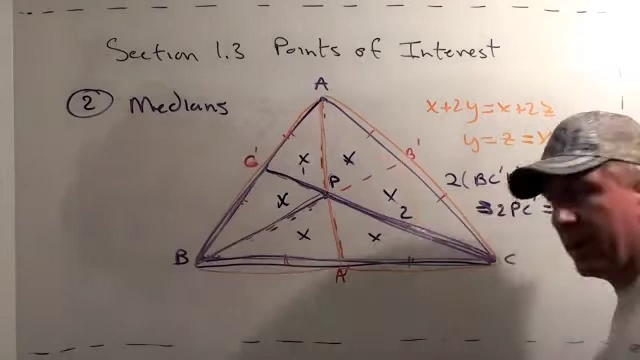 Section 1.3 Points of Interest
② Medians
A
x+2y=x+2z
y=z=
C'
B'
x
x
1
2(BC'
x
P
x
2
2PC' =
x
x
B
A'
C